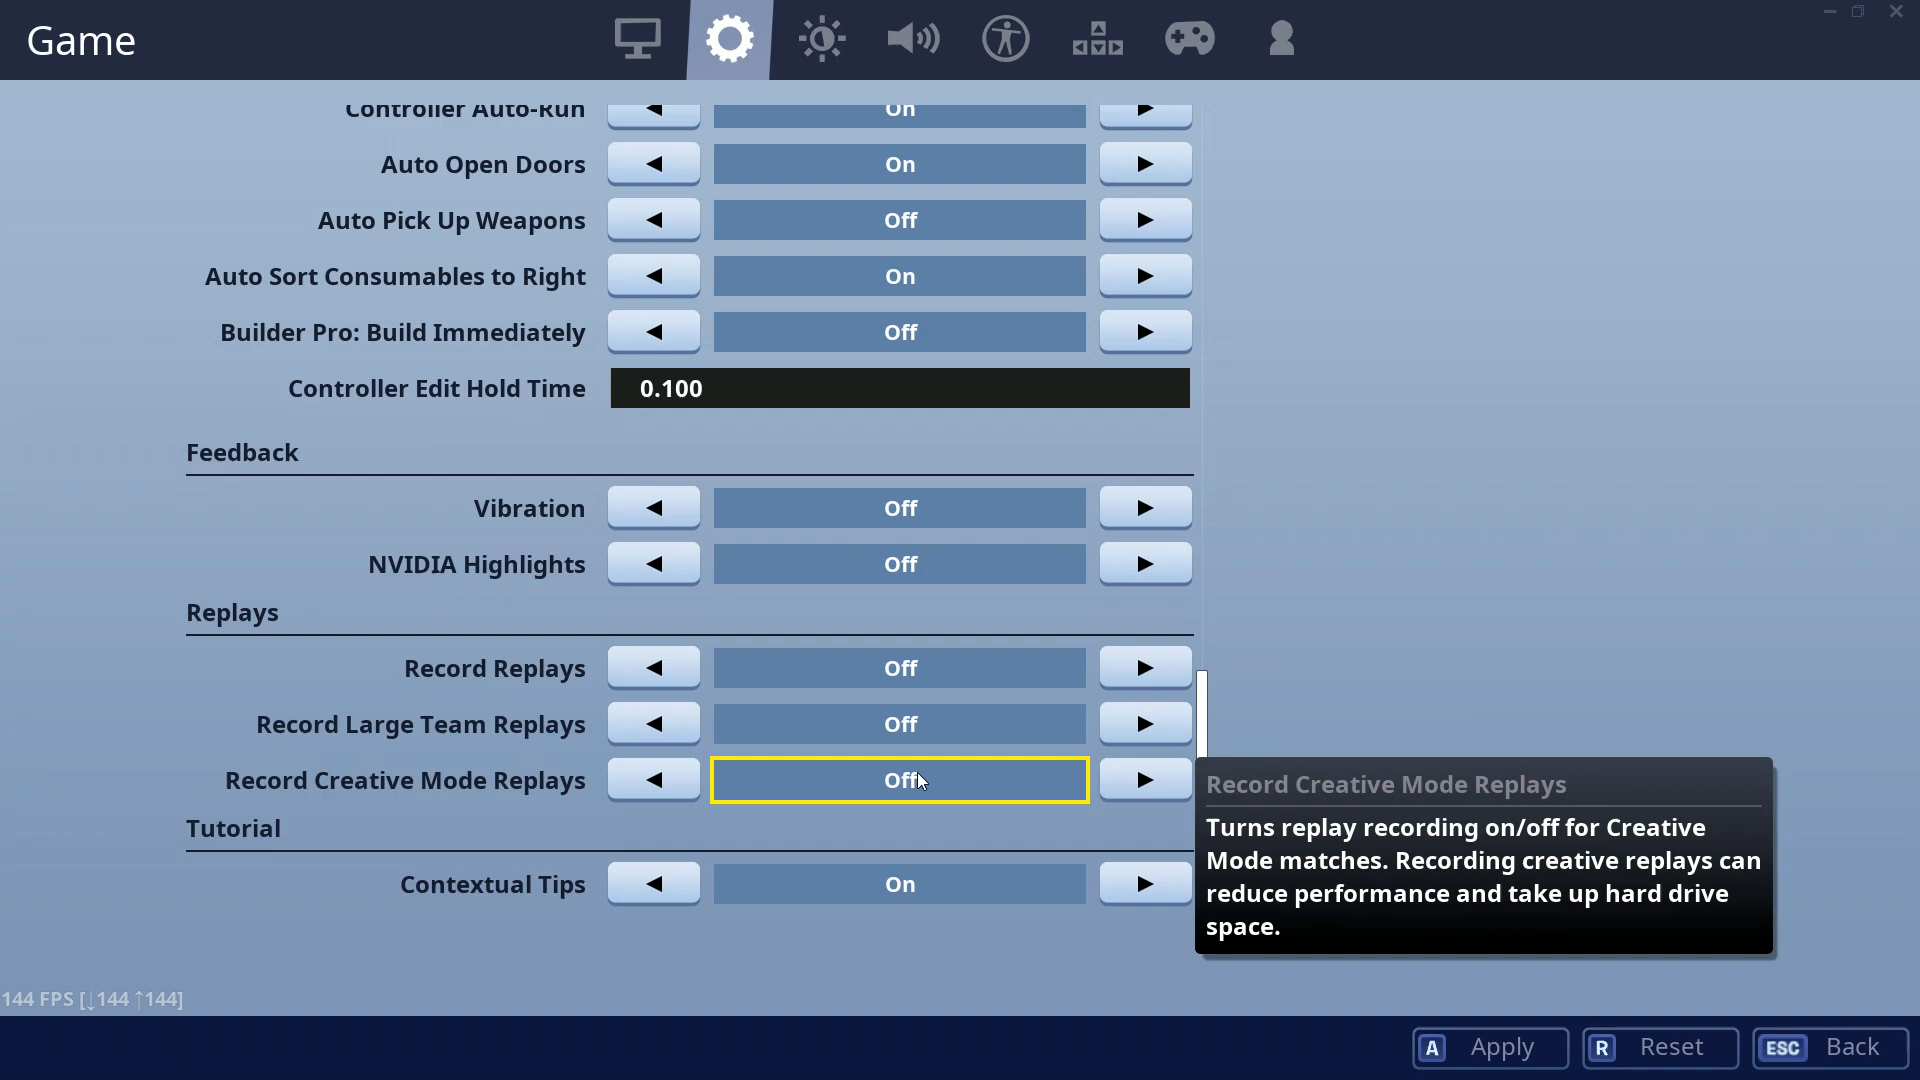 Game
Controller Auto-Run ◀ On ▶
Auto Open Doors ◀ On ▶
Auto Pick Up Weapons ◀ Off ▶
Auto Sort Consumables to Right ◀ On ▶
Builder Pro: Build Immediately ◀ Off ▶
Controller Edit Hold Time 0.100
Feedback
Vibration ◀ Off ▶
NVIDIA Highlights ◀ Off ▶
Replays
Record Replays ◀ Off ▶
Record Large Team Replays ◀ Off ▶
Record Creative Mode Replays ◀ Off ▶
Record Creative Mode Replays
Turns replay recording on/off for Creative
Mode matches. Recording creative replays can
reduce performance and take up hard drive
space.
Tutorial
Contextual Tips ◀ On ▶
144 FPS [↓144 ↑144]
A Apply R Reset ESC Back